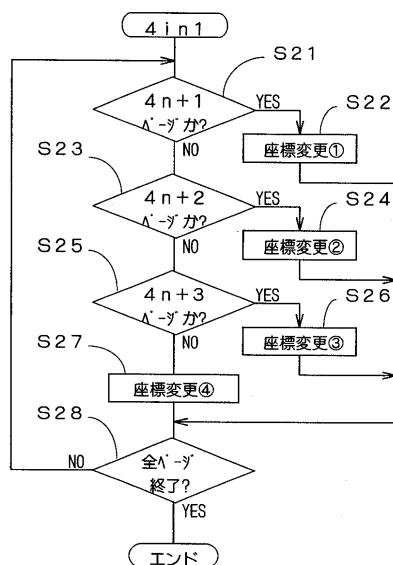 4in1
S21
4n+1
ページか?
YES
NO
S22
座標変更①
S23
4n+2
ページか?
YES
NO
S24
座標変更②
S25
4n+3
ページか?
YES
NO
S26
座標変更③
S27
座標変更④
S28
全ページ
終了?
NO
YES
エンド